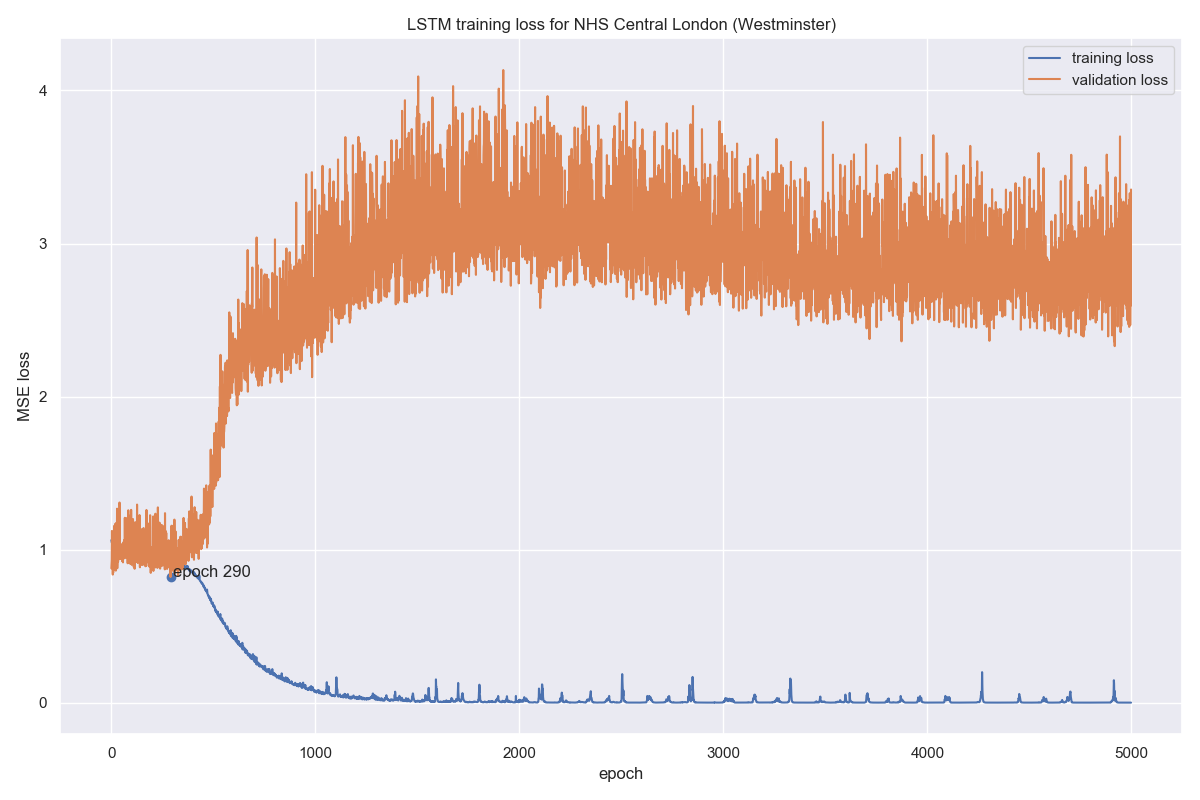 LSTM training loss for NHS Central London (Westminster)
training loss
validation loss
4
3
2
1
0
MSE loss
epoch 290
0
1000
2000
3000
4000
5000
epoch